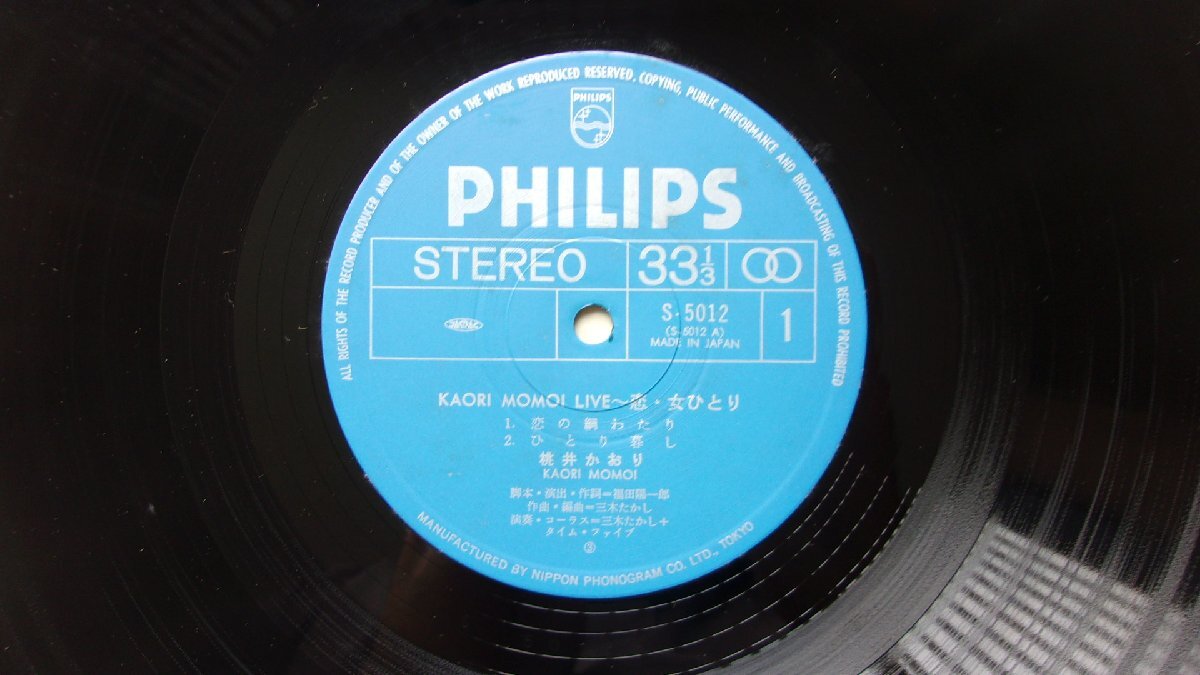 ALL RIGHTS OF THE RECORD PRODUCER AND OF THE OWNER OF THE WORK REPRODUCED RESERVED. COPYING, PUBLIC PERFORMANCE AND BROADCASTING OF THIS RECORD PROHIBITED
PHILIPS
PHILIPS
STEREO 33 1/3
S-5012
(S-5012 A)
MADE IN JAPAN
1
KAORI MOMOI LIVE〜恋・女ひとり
1. 恋の綱わたり
2. ひとり暮し
桃井かおり
KAORI MOMOI
脚本・演出・作詞=福田陽一郎
作曲・編曲=三木たかし
演奏・コーラス=三木たかし+
タイム・ファイブ
③
MANUFACTURED BY NIPPON PHONOGRAM CO. LTD., TOKYO